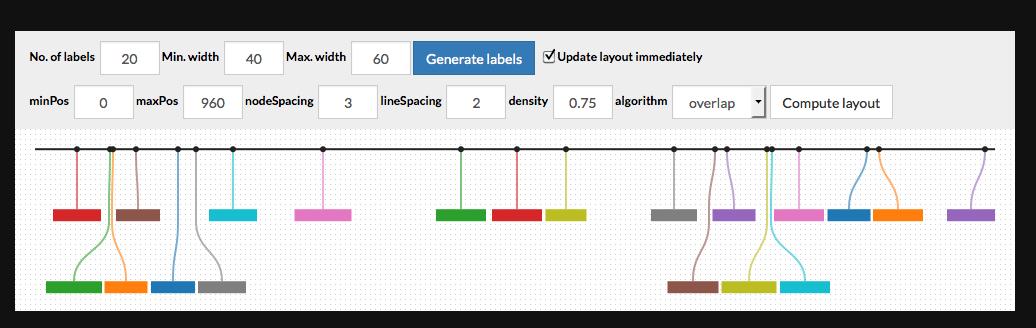 No. of labels 20 Min. width 40 Max. width 60 Generate labels Update layout immediately
minPos 0 maxPos 960 nodeSpacing 3 lineSpacing 2 density 0.75 algorithm overlap Compute layout